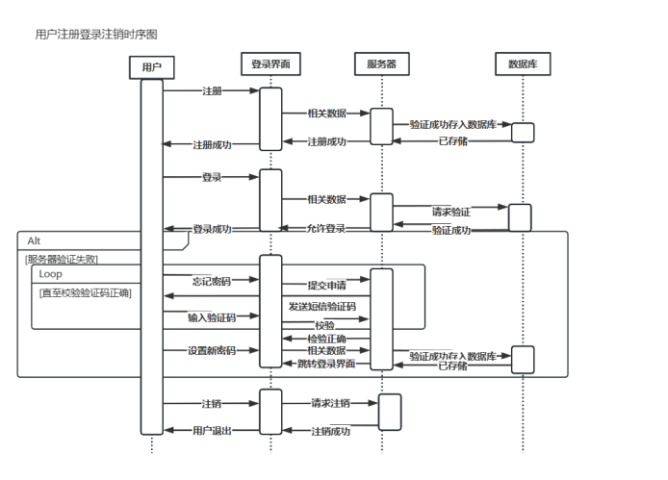 用户注册登录注销时序图
用户
登录界面
服务器
数据库
注册
相关数据
验证成功存入数据库
注册成功
注册成功
已存储
登录
相关数据
请求验证
登录成功
允许登录
验证成功
Alt
[服务器验证失败]
Loop
[直至校验验证码正确]
忘记密码
提交申请
发送短信验证码
输入验证码
校验
检验正确
设置新密码
相关数据
验证成功存入数据库
跳转登录界面
已存储
注销
请求注销
用户退出
注销成功